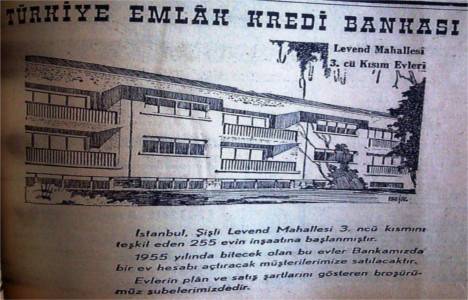 TÜRKİYE EMLÂK KREDİ BANKASI
Levend Mahallesi
3. cü Kısım Evleri
İstanbul, Şişli Levend Mahallesi 3. ncü kısmını
teşkil eden 255 evin inşaatına başlanmıştır.
1955 yılında bitecek olan bu evler Bankamızda
bir ev hesabı açtıracak müşterilerimize satılacaktır.
Evlerin plân ve satış şartlarını gösteren broşürü-
müz şubelerimizdedir.